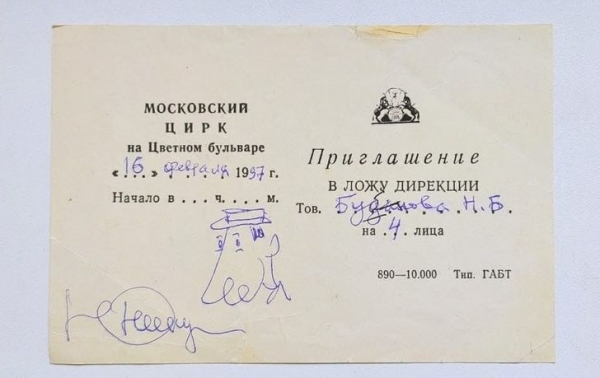 МОСКОВСКИЙ
ЦИРК
на Цветном бульваре
«16» февраля 1997 г.
Начало в . . . ч. . . . м.
Приглашение
В ЛОЖУ ДИРЕКЦИИ
Тов. Н.Б.
на 4 лица
890—10.000 Тип. ГАБТ